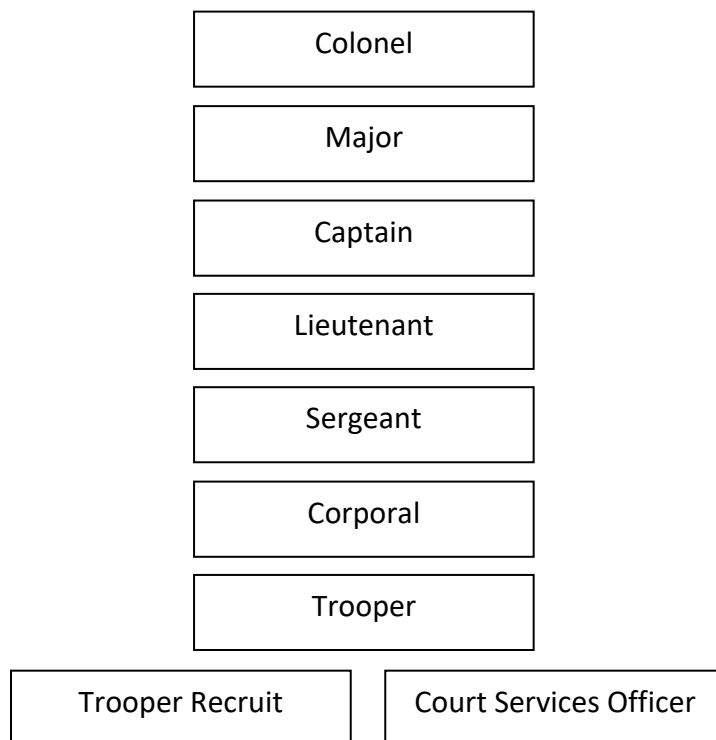 Colonel
Major
Captain
Lieutenant
Sergeant
Corporal
Trooper
Trooper Recruit
Court Services Officer